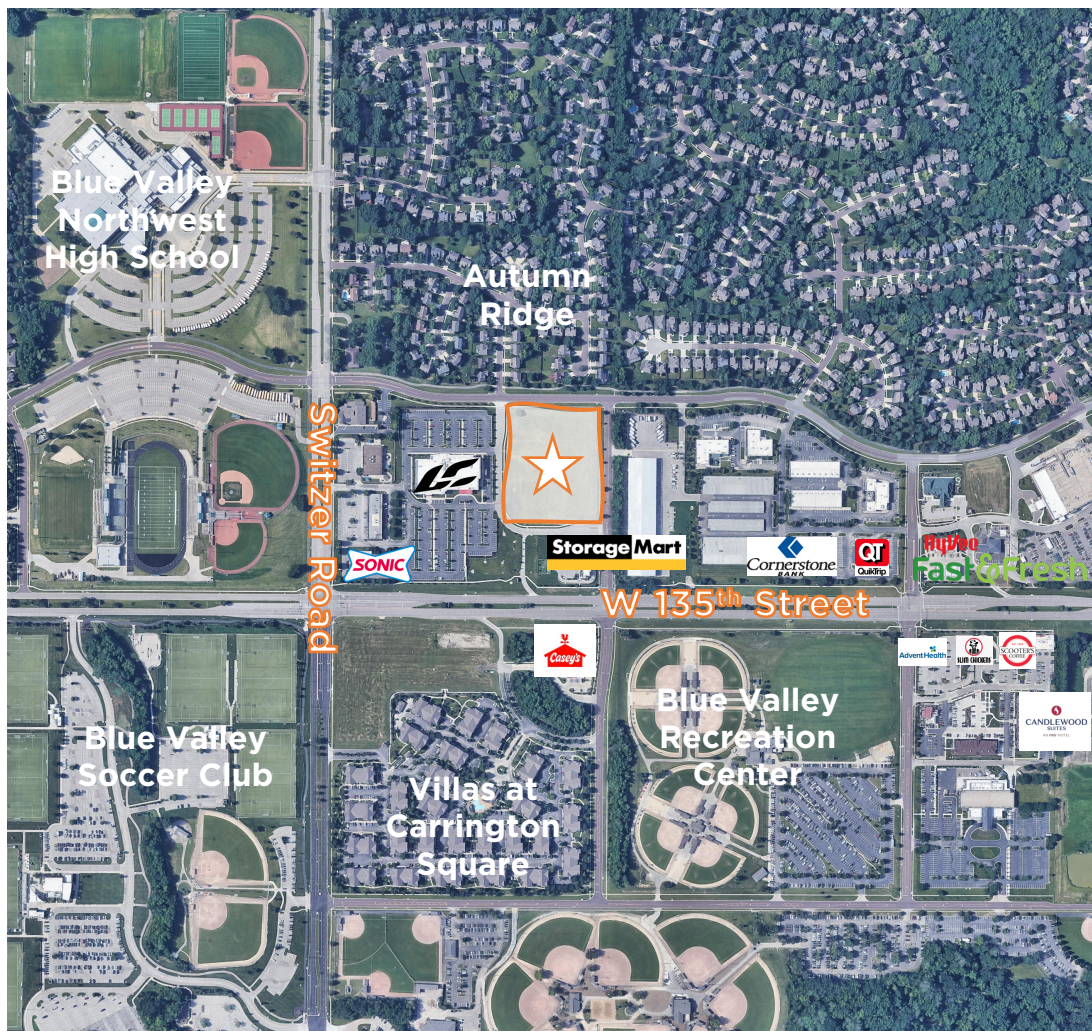 Blue Valley
Northwest
High School
Autumn
Ridge
Switzer Road
SONIC
StorageMart
Cornerstone
BANK
QT
QuikTrip
HyVee
Fast & Fresh
W 135th Street
Casey's
AdventHealth
SLIM CHICKENS
SCOOTER'S
COFFEE
CANDLEWOOD
SUITES
Blue Valley
Recreation
Center
Blue Valley
Soccer Club
Villas at
Carrington
Square